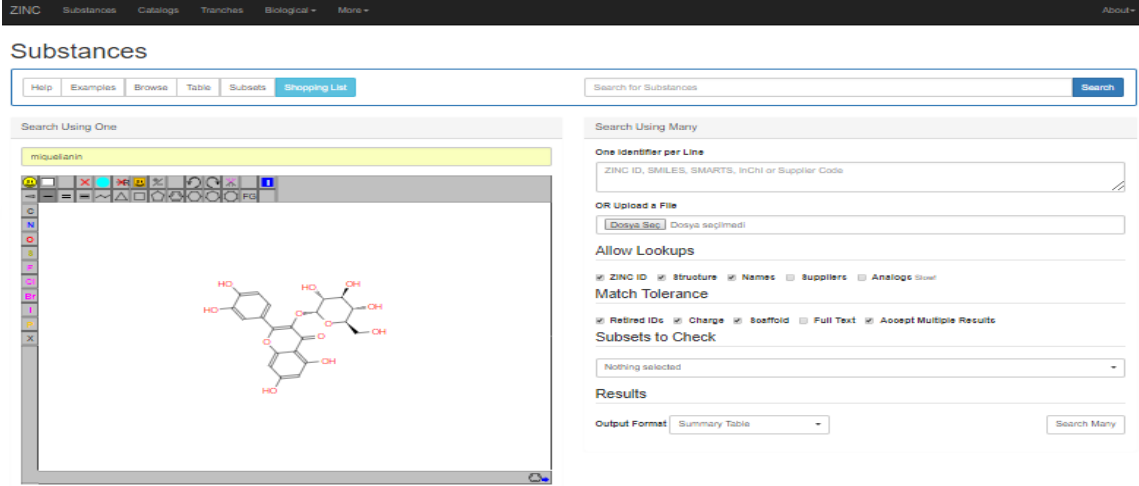 ZINC Substances Catalogs Tranches Biological More About
Substances
Help Examples Browse Table Subsets Shopping List
Search for Substances Search
Search Using One
miquelianin
C
N
O
S
F
Cl
Br
I
X
FG
HO
HO
HO
OH
OH
OH
O
O
O
O
OH
HO
Search Using Many
One Identifier per Line
ZINC ID, SMILES, SMARTS, InChI or Supplier Code
OR Upload a File
Dosya Seç Dosya seçilmedi
Allow Lookups
ZINC ID Structure Names Suppliers Analogs Slow!
Match Tolerance
Retired IDs Charge Scaffold Full Text Accept Multiple Results
Subsets to Check
Nothing selected
Results
Output Format Summary Table Search Many